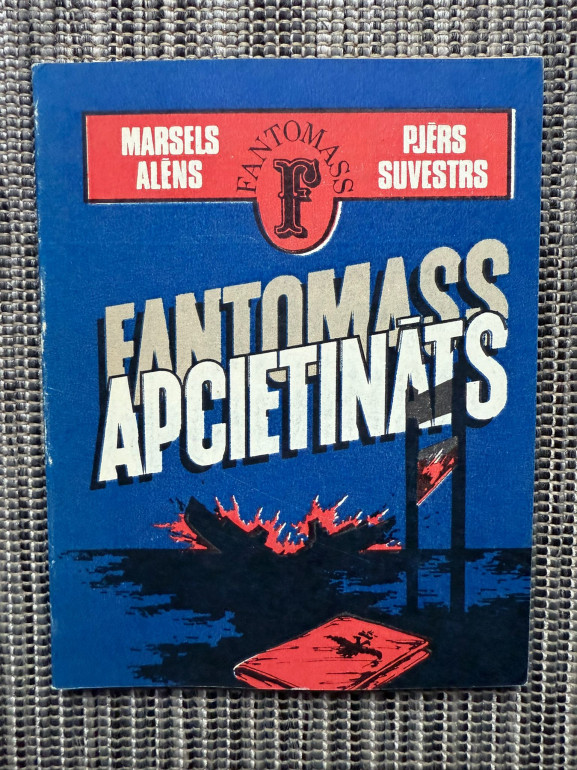 MARSELS
ALĒNS
FANTOMASS
F
PJĒRS
SUVESTRS
FANTOMASS
APCIETINĀTS